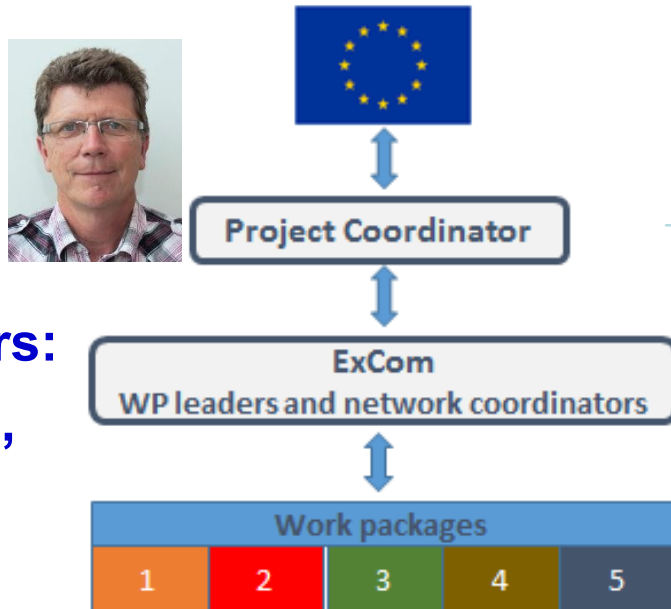 Project Coordinator
rs:
ExCom
WP leaders and network coordinators
,
Work packages
1 2 3 4 5